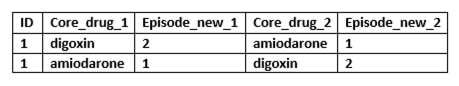 ID Core_drug_1 Episode_new_1 Core_drug_2 Episode_new_2
1 digoxin 2 amiodarone 1
1 amiodarone 1 digoxin 2